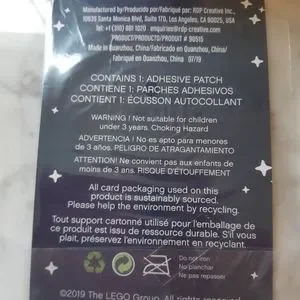 Manufactured by/Producido por/Fabriqué par: RDP Creative Inc.,
10635 Santa Monica Blvd, Suite 170, Los Angeles, CA 90025, USA
Tel: +1 (310) 881 1020 enquiries@rdp-creative.com
PRODUCT/PRODUCTO/PRODUIT # 90515
Made in Quanzhou, China/Fabricado en Quanzhou, China/
Fabriqué en Quanzhou, China 07/19
CONTAINS 1: ADHESIVE PATCH
CONTIENE 1: PARCHES ADHESIVOS
CONTIENT 1: ÉCUSSON AUTOCOLLANT
WARNING ! Not suitable for children
under 3 years. Choking Hazard
ADVERTENCIA ! No es apto para menores
de 3 años. PELIGRO DE ATRAGANTAMIENTO
ATTENTION! Ne convient pas aux enfants de
moins de 3 ans. RISQUE D'ÉTOUFFEMENT
All card packaging used on this
product is sustainably sourced.
Please help the environment by recycling.
Tout support cartonné utilisé pour l'emballage de
ce produit est issu de ressource durable. S'il vous
plait, préservez l'environnement en recyclant.
Do not iron
No planchar
Ne pas repasser
©2019 The LEGO Group. All rights